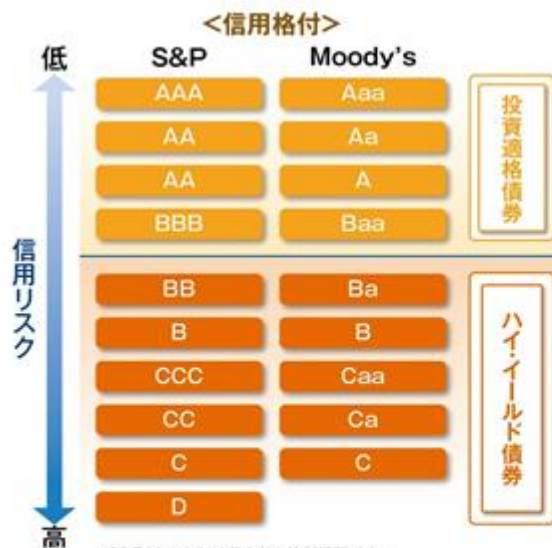 <信用格付>
低 S&P Moody's
AAA Aaa
AA Aa
AA A
BBB Baa
投資適格債券
信用リスク
BB Ba
B B
CCC Caa
CC Ca
C C
D
ハイ・イールド債券
高